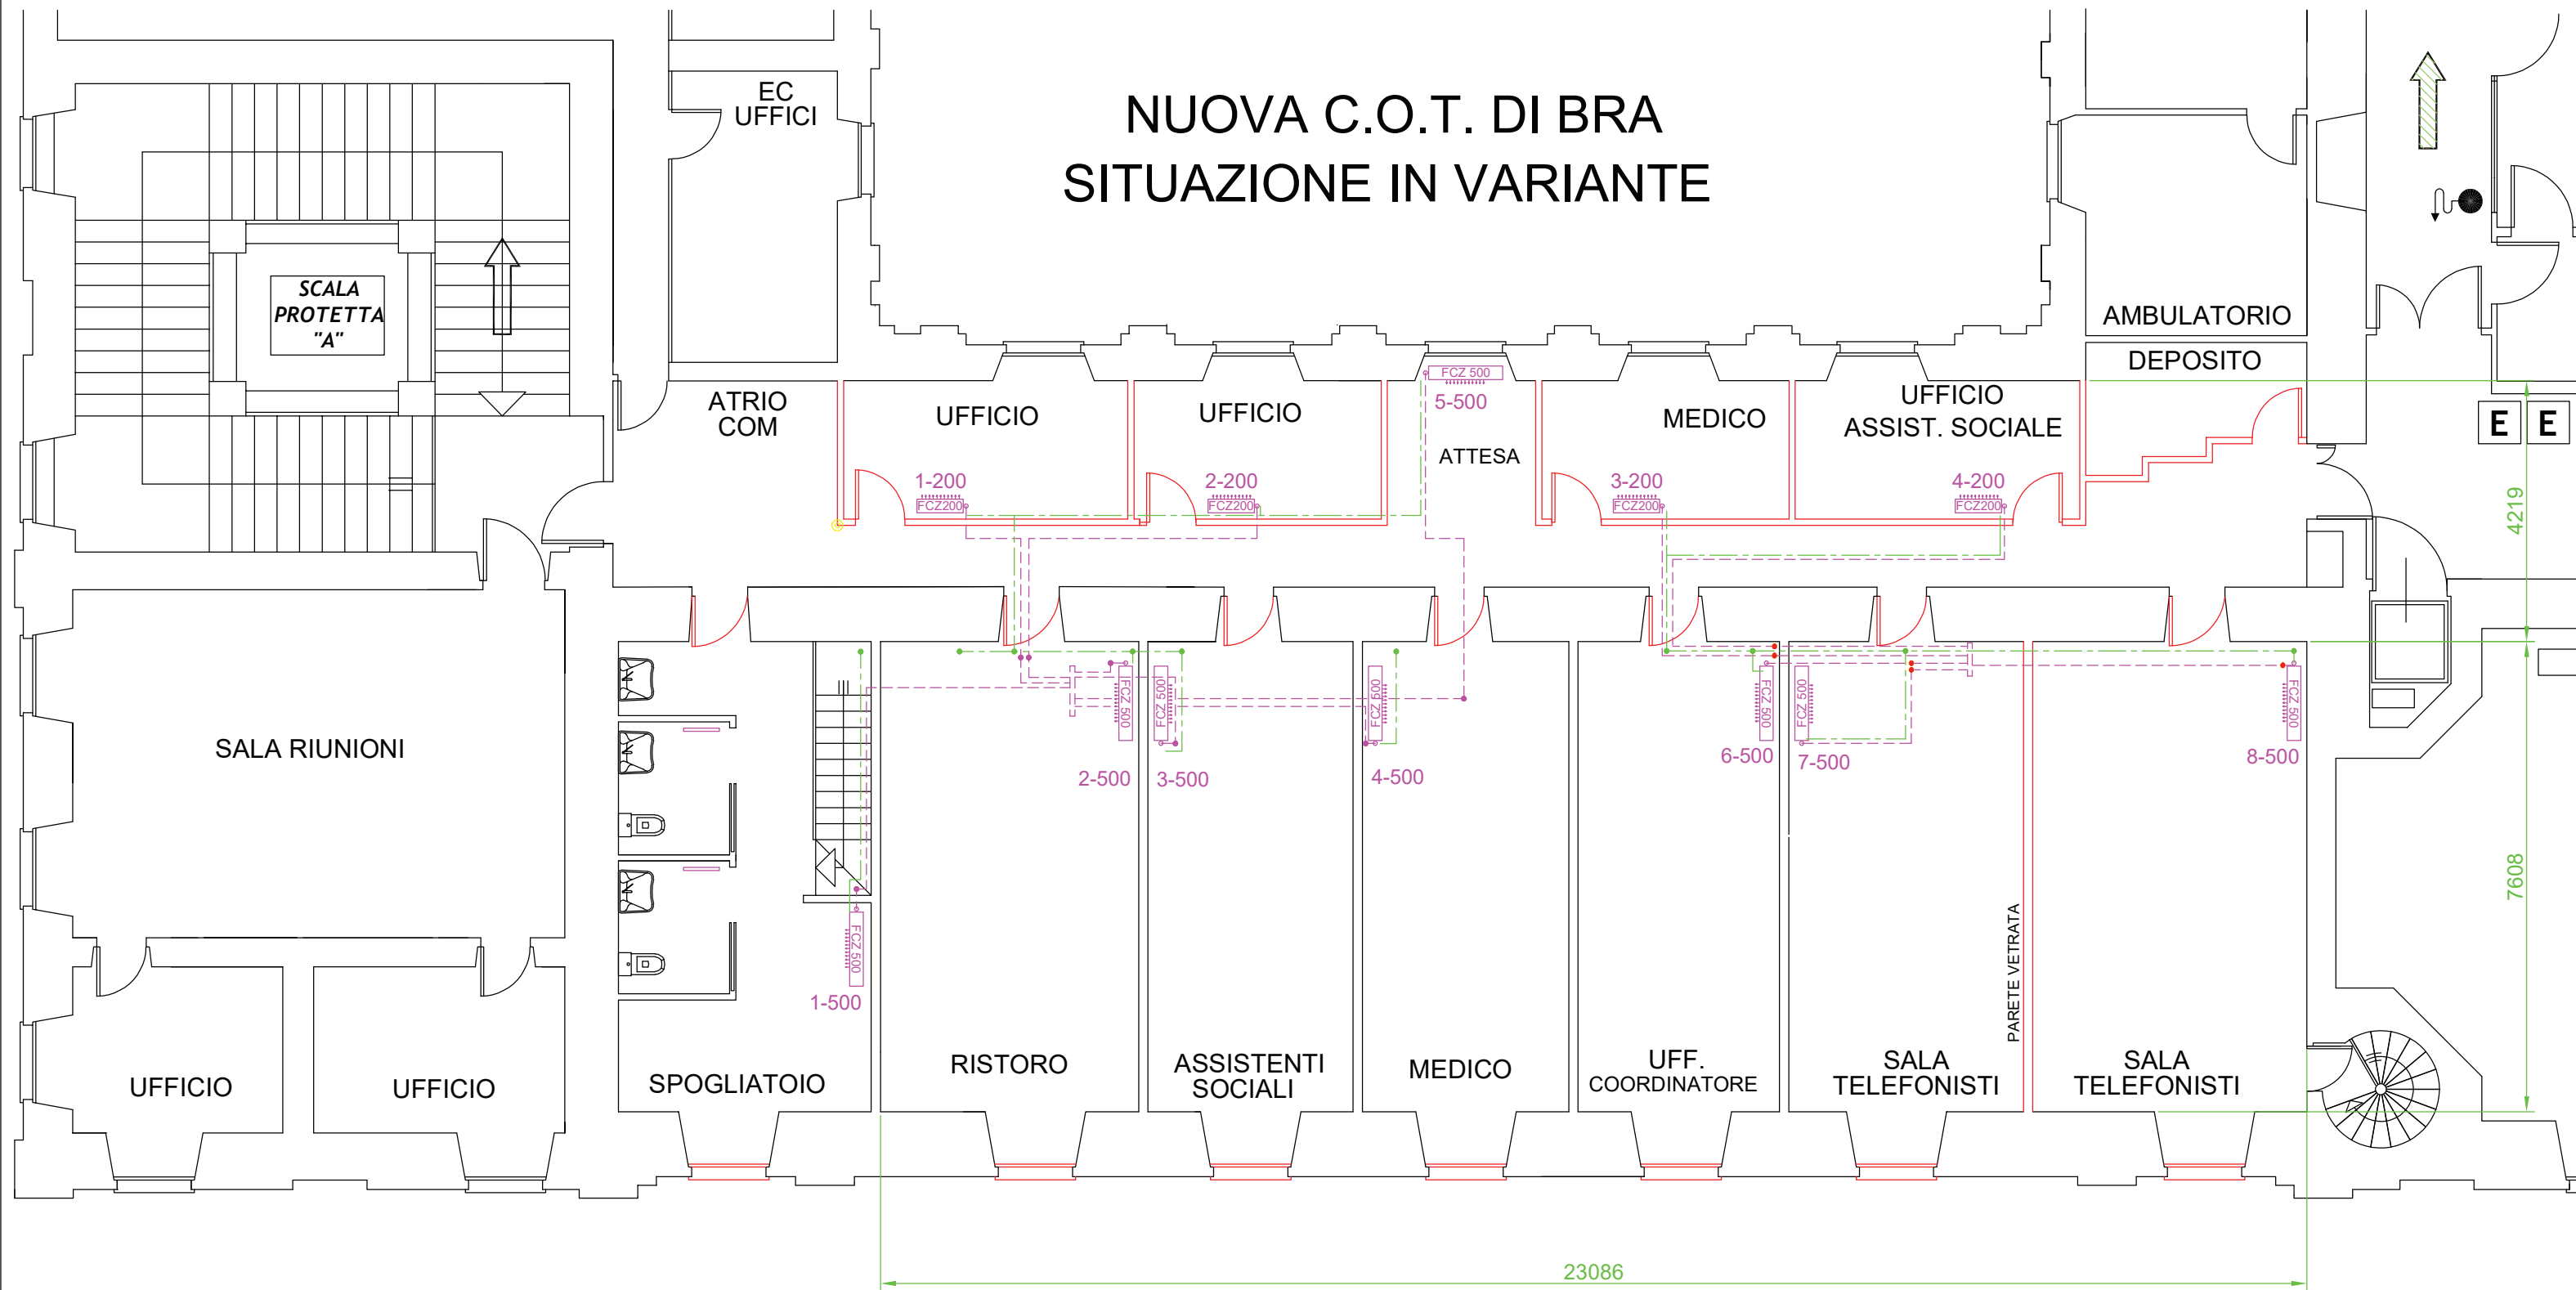 NUOVA C.O.T. DI BRA
SITUAZIONE IN VARIANTE
EC
UFFICI
SCALA
PROTETTA
"A"
AMBULATORIO
DEPOSITO
E
E
ATRIO
COM
UFFICIO
UFFICIO
FCZ 500
5-500
ATTESA
MEDICO
UFFICIO
ASSIST. SOCIALE
1-200
FCZ200
2-200
FCZ200
3-200
FCZ200
4-200
FCZ200
4219
SALA RIUNIONI
FCZ 500
2-500
FCZ 500
3-500
FCZ 500
4-500
FCZ 500
6-500
FCZ 500
7-500
FCZ 500
8-500
7608
FCZ 500
1-500
PARETE VETRATA
UFFICIO
UFFICIO
SPOGLIATOIO
RISTORO
ASSISTENTI
SOCIALI
MEDICO
UFF.
COORDINATORE
SALA
TELEFONISTI
SALA
TELEFONISTI
23086